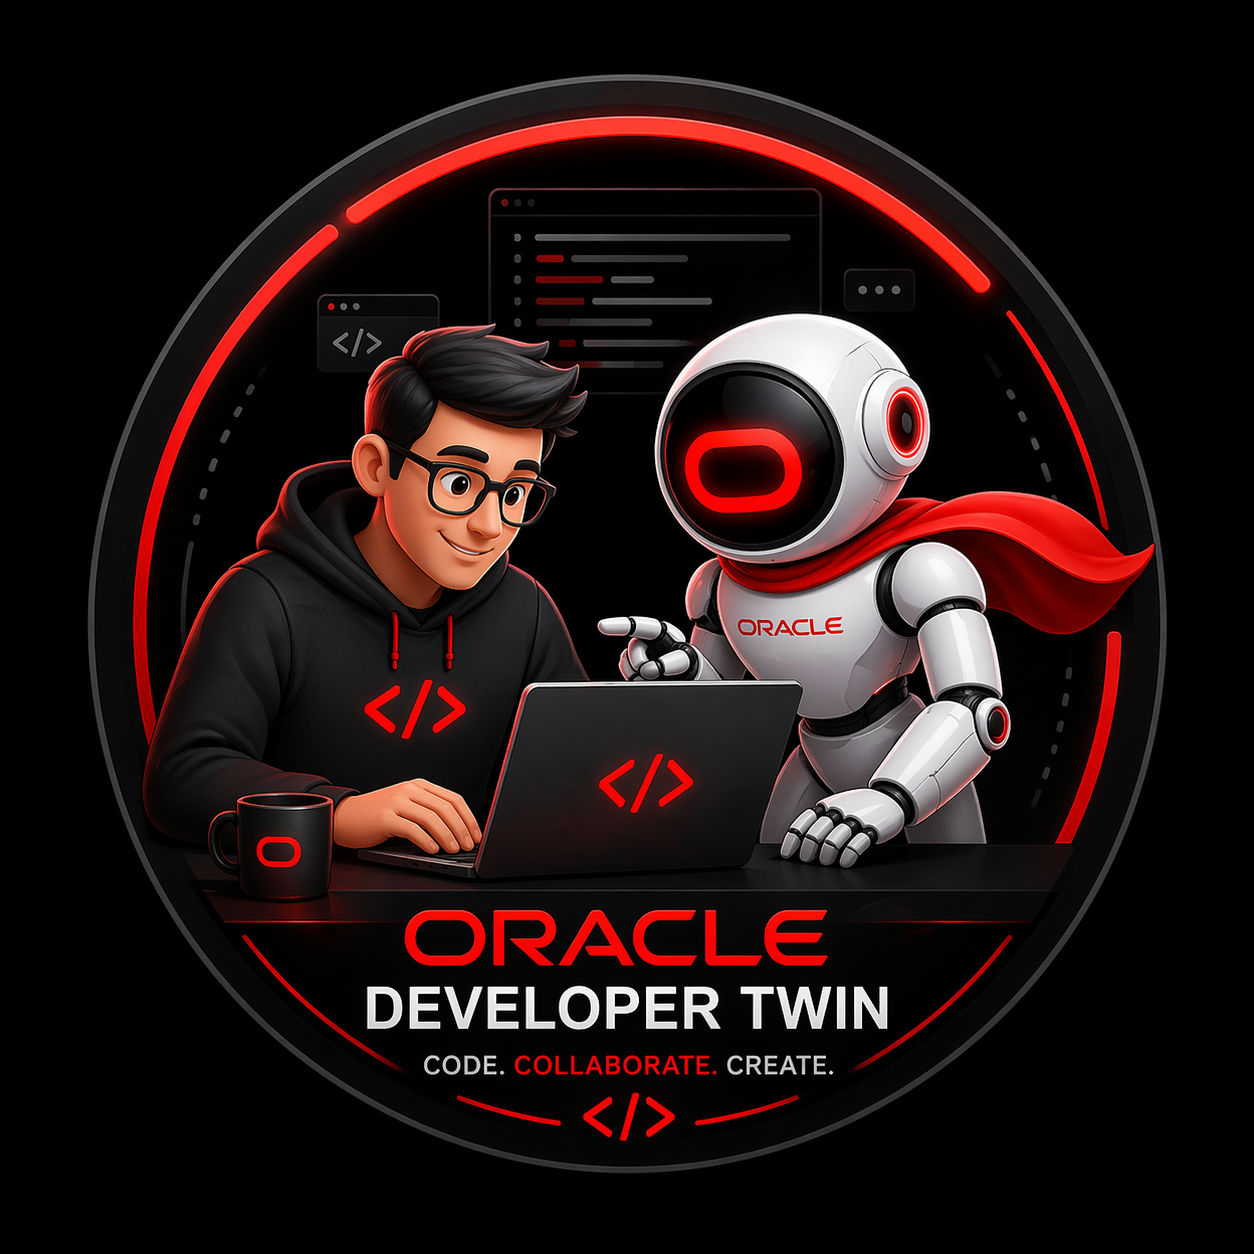 </>
ORACLE
</>
</>
ORACLE
DEVELOPER TWIN
CODE. COLLABORATE. CREATE.
</>